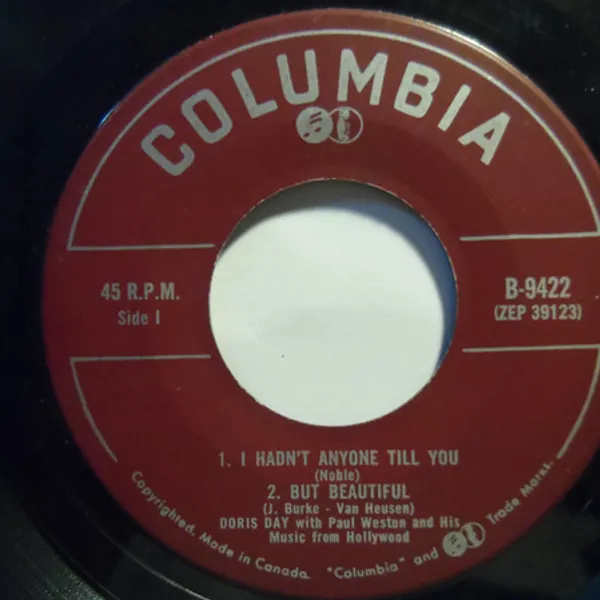 COLUMBIA
45 R.P.M.
Side 1
B-9422
(ZEP 39123)
1. I HADN'T ANYONE TILL YOU
(Noble)
2. BUT BEAUTIFUL
(J. Burke - Van Heusen)
DORIS DAY with Paul Weston and His
Music from Hollywood
Copyrighted. Made in Canada. "Columbia" and Trade Marks.